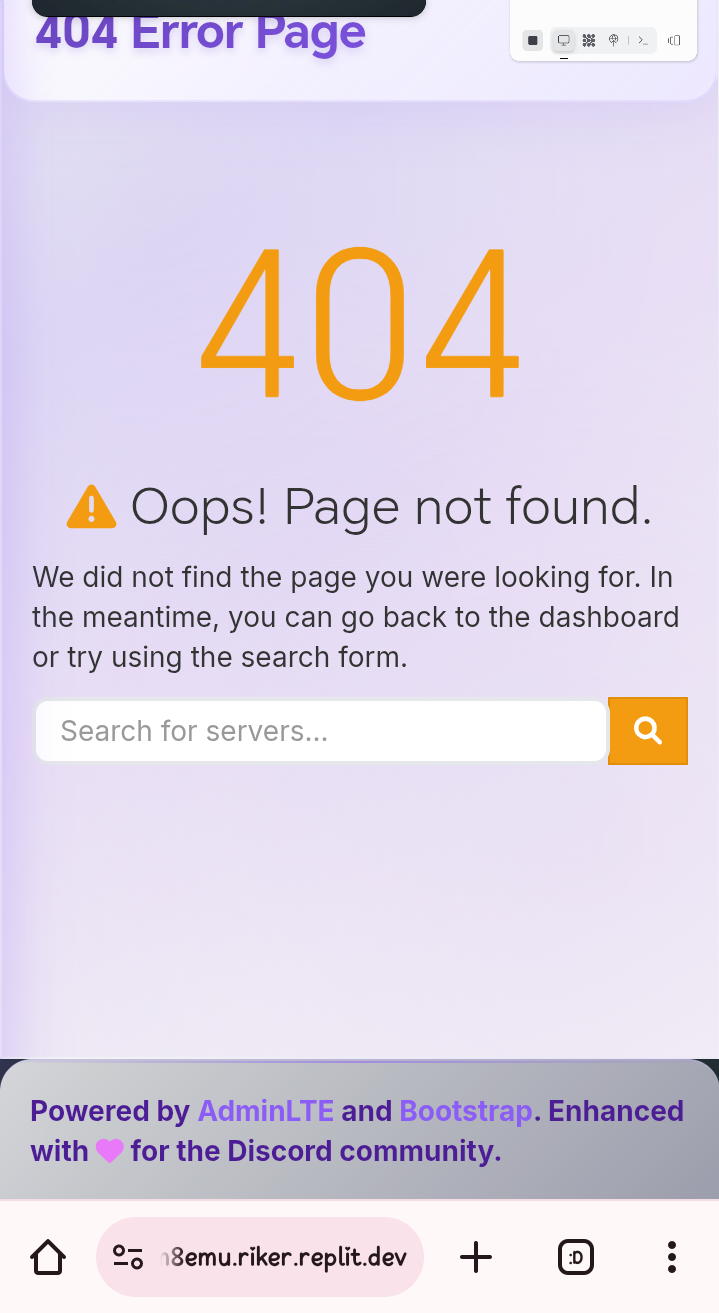 404 Error Page
404
Oops! Page not found.
We did not find the page you were looking for. In
the meantime, you can go back to the dashboard
or try using the search form.
Search for servers...
Powered by AdminLTE and Bootstrap. Enhanced
with for the Discord community.
8emu.riker.replit.dev
:D